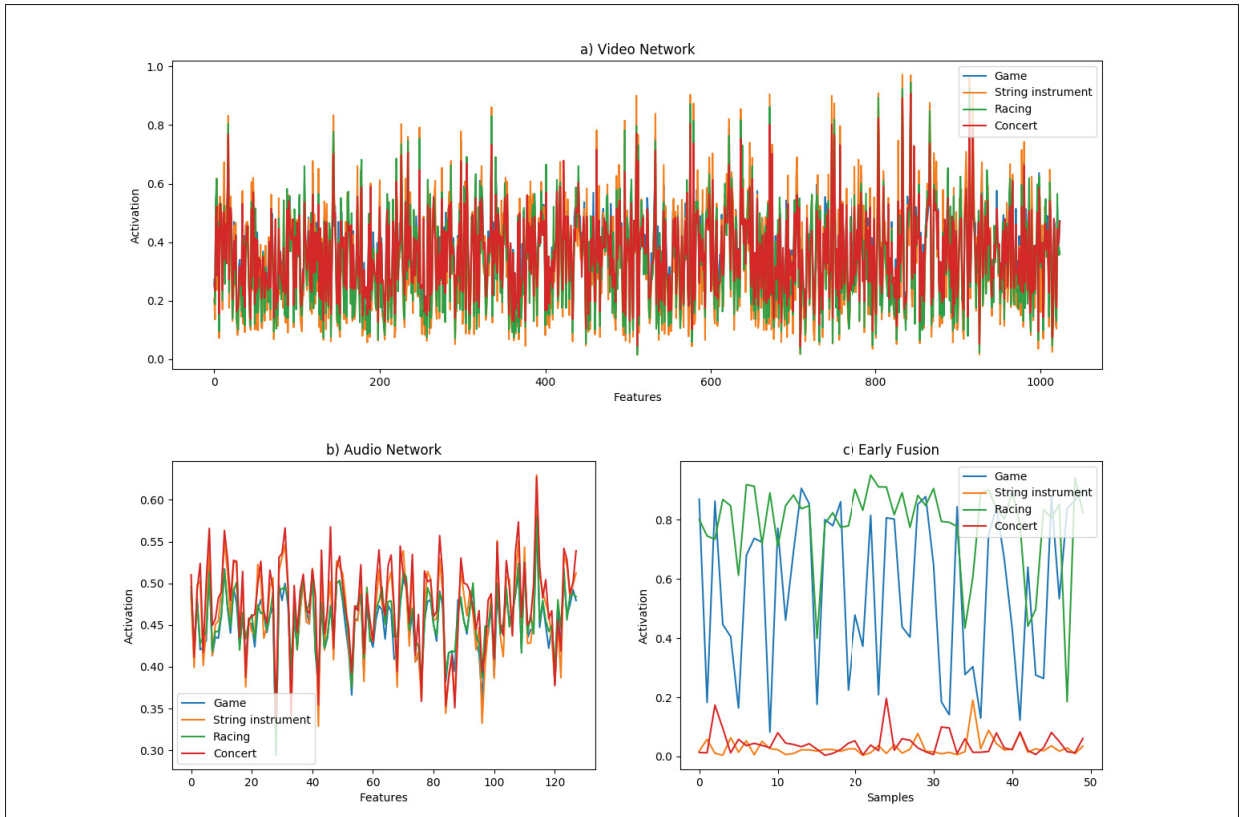 a) Video Network
1.0
0.8
0.6
0.4
0.2
0.0
Activation
Game
String instrument
Racing
Concert
0 200 400 600 800 1000
Features
b) Audio Network
0.60
0.55
0.50
0.45
0.40
0.35
0.30
Activation
Game
String instrument
Racing
Concert
0 20 40 60 80 100 120
Features
c) Early Fusion
0.8
0.6
0.4
0.2
0.0
Activation
Game
String instrument
Racing
Concert
0 10 20 30 40 50
Samples